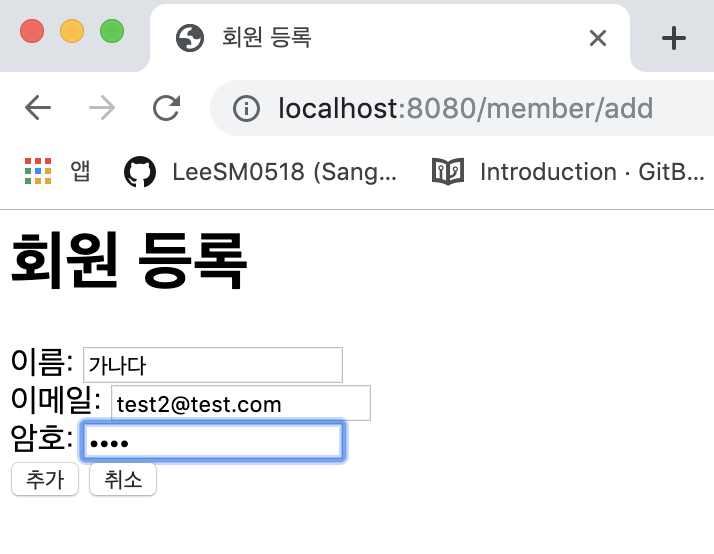 회원 등록
localhost:8080/member/add
앱 LeeSM0518 (Sang... Introduction · GitB...
회원 등록
이름: 가나다
이메일: test2@test.com
암호: ••••
추가 취소